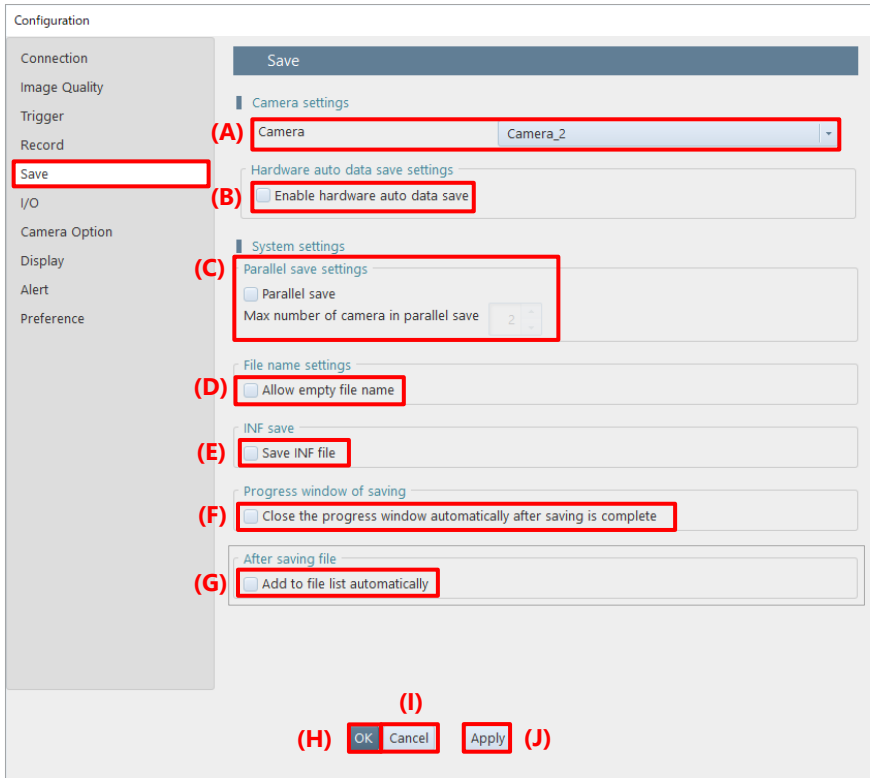 Configuration
Connection
Image Quality
Trigger
Record
Save
I/O
Camera Option
Display
Alert
Preference
Save
Camera settings
(A) Camera Camera_2
Hardware auto data save settings
(B) Enable hardware auto data save
System settings
(C) Parallel save settings
Parallel save
Max number of camera in parallel save 2
File name settings
(D) Allow empty file name
INF save
(E) Save INF file
Progress window of saving
(F) Close the progress window automatically after saving is complete
After saving file
(G) Add to file list automatically
(I)
(H) OK Cancel Apply (J)